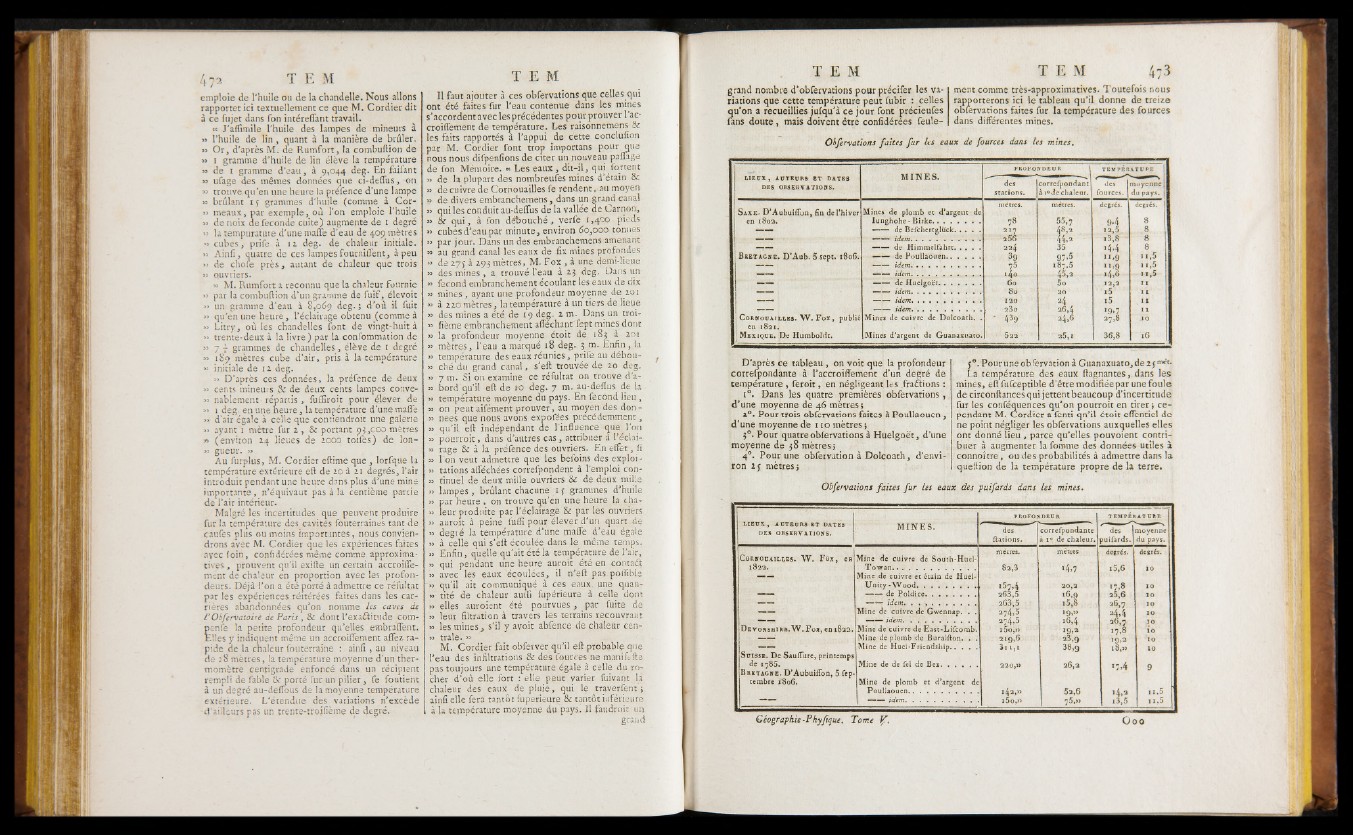 472 T E M
T E M
emploie de l'huile ou de la chandelle. Nous allons
rapporter ici textuellement ce que M. Cordier dit
à ce sujet dans son intéressant travail.
« J'assimile l'huile des lampes de mineurs à
» l'huile de lin, quant à la manière de brûler.
» Or, d'après M. de Rumfort, la combustion de
» 1 gramme d'huile de lin élève la température
» de 1 gramme d'eau, à 9,044 deg. En faisant
» usage des mêmes données que ci-dessus, on
» trouve qu'en une heure la présence d'une lampe
» brûlant 15 grammes d'huile (comme à Cor-
» meaux, par exemple, où l'on emploie l'huile
» de noix de seconde cuite) augmente de 1 degré
» la température d'une masse d'eau de 409 mètres
» cubes, prise à 12 deg. de chaleur initiale.
» Ainsi, quatre de ces lampes fourniffent, à peu
» de chose près, autant de chaleur que trois
» ouvriers.
» M. Rumfort a reconnu que la chaleur fournie
» par la combustion d'un gramme de suif, élevoit
» un gramme d'eau à 8,069 deg.; d'où il suit
» qu'en une heure, l'éclairage obtenu (comme à
» Litry, où les chandelles sont de vingt-huit à
» trente-deux à la livre) par la consommation de
» 7 ½ grammes de chandelles, élève de 1 degré
» 189 mètres cube d'air, pris à la température
» initiale de 12 deg.
» D'après ces données, la présence de deux
» cents mineurs & de deux cents lampes conve-
» nablement répartis, suffiroit pour élever de
» 1 deg. en une heure, la température d'une masse
» d'air égale à celle que contiendroit une galerie
» ayant 1 mètre sur 2, & portant 93,000 mètres
» (environ 24 lieues de 2000 toises) de lon-
» gueur. »
Au surplus, M. Cordier estime que, lorsque la
température extérieure est de 20 à 21 degrés, l'air
introduit pendant une heure dans plus d'une mine
importante, n'équivaut pas à la centième partie
de l'air intérieur.
Malgré les incertitudes que peuvent produire
sur la température des cavités souterraines tant de
causes plus ou moins importantes, nous convien-
drons avec M. Cordier que les expériences faites
avec soin, considérées même comme approxima-
tives, prouvent qu'il existe un certain accroisse-
ment de chaleur en proportion avec les profon-
deurs. Déjà l'on a été porté à admettre ce résultat
par les expériences réitérées faites dans les car-
rières abandonnées qu'on nomme les caves de
l'Observatoire de Paris, & dont l'exactitude com-
pense la petite profondeur qu'elles embrassent.
Elles y indiquent même un accroissement assez ra-
pide de la chaleur souterraine : ainsi, au niveau
de 28 mètres, la température moyenne d'un ther-
momètre centigrade enfoncé dans un récipient
rempli de sable & porté sur un pilier, se soutient
à un degré au-dessous de la moyenne température
extérieure. L'étendue des variations n'excède
d'ailleurs pas un trente-troisième de degré.
Il faut ajouter à ces observations que celles qui
ont été faites sur l'eau contenue dans les mines
s'accordent avec les précédentes pour prouver l'ac-
croissement de température. Les raisonnemens &
les faits rapportés à l'appui de cette conclusion
par M. Cordier sont trop importans pour que
nous nous dispensions de citer un nouveau passage
de son Mémoire. « Les eaux, dit-il, qui sortent
» de la plupart des nombreuses mines d'étain &
» de cuivre de Cornouailles se rendent, au moyen
» de divers embranchemens, dans un grand canal
» qui les conduit au-dessus de la vallée de Carnon,
» & qui, à son débouché, verse 1,400 pieds
» cubes d'eau par minute, environ 60,000 tonnes
» par jour. Dans un des embranchemens amenant
» au grand canal les eaux de six mines profondes
» de 275 à 293 mètres, M. Fox, à une demi-lieue
» des mines, a trouvé l'eau à 23 deg. Dans un
» second embranchement écoulant les eaux de dix
» mines, ayant une profondeur moyenne de 201
» à 220 mètres, la température à un tiers de lieue
» des mines a été de 19 deg. 2 m. Dans un troi-
» sième embranchement asséchant sept mines dont
» la profondeur moyenne étoit de 183 à 201
» mètres, l'eau a marqué 18 deg. 3 m. Enfin, la
» température des eaux réunies, prise au débou-
» ché du grand canal, s'est trouvée de 20 deg.
» 7 m. Si on examine ce résultat on trouve d'a-
» bord qu'il est de 10 deg. 7 m. au-dessus de la
» température moyenne du pays. En second lieu,
» on peut aisément prouver, au moyen des don-
» nées que nous avons exposées précédemment,
» qu'il est indépendant de l'influence que l'on
» pourroit, dans d'autres cas, attribuer à l'éclai-
» rage & à la présence des ouvriers. En effet, si
» l'on veut admettre que les besoins des exploi-
» tations asséchées correspondent à l'emploi con-
» tinuel de deux mille ouvriers & de deux mille
» lampes, brûlant chacune 15 grammes d'huile
» par heure, on trouve qu'en une heure la cha-
» leur produite par l'éclairage & par les ouvriers
» auroit à peine suffi pour élever d'un quart de
» degré la température d'une masse d'eau égale
» à celle qui s'est écoulée dans le même temps.
» Enfin, quelle qu'ait été la température de l'air,
» qui pendant une heure auroit été en contact
» avec les eaux écoulées, il n'est pas possible
» qu'il ait communiqué à ces eaux une quan-
» tité de chaleur aussi supérieure à celle dont
» elles auroient été pourvues, par suite de
» leur filtration à travers les terrains recouvrant
» les mines, s'il y avoit absence de chaleur cen-
» trale. »
M. Cordier fait observer qu'il est probable que
l'eau des infiltrations & des sources ne manifeste
pas toujours une température égale à celle du ro-
cher d'où elle sort : elle peut varier suivant la
chaleur des eaux de pluie, qui le traversent;
ainsi elle sera tantôt supérieure & tantôt inférieure
à la température moyenne du pays. Il faudroit un
grand
T E M
T E M 473
grand nombre d'observations pour préciser les va-
riations que cette température peut subir : celles
qu'on a recueillies jusqu'à ce jour sont précieuses
sans doute, mais doivent être considérées seule-
ment comme très-approximatives. Toutefois nous
rapporterons ici le tableau qu'il donne de treize
observations faites sur la température des sources
dans différentes mines.
Observations faites sur les eaux de sources dans les mines.
LIEUX, AUTEURS ET DATES DES OBSERVATIONS. MINES. PROFONDEUR TEMPÉRATURE
des stations. correspondant à 1° de chaleur. des sources. moyenne du pays.
mètres. mètres. degrés. degrés.
SAXE. D'Aubuisson, fin de l'hiver Mines de plomb et d'argent de
en 1802. Junghohe-Birke...... 78 55,7 9,4 8
—— —— de Beschertglück...... 217 48,2 12,5 8
—— —— idem........ 256 44,2 13,8 8
—— —— de Himmelfahrt..... 224 35 14,4 8
BRETAGNE. D'Aub. 5 sept. 1806. —— de Poullaouen...... 39 97,5 11,9 11,5
—— —— idem........ 75 187,5 11,9 11,5
—— —— idem........ 140 45,2 14,6 11,5
—— —— de Huelgoët....... 60 50 12,2 11
—— —— idem........ 80 20 15 11
—— —— idem........ 120 24 15 11
—— —— idem........ 230 26,4 19,7 11
CORNOUAILLES. W. Fox, publié Mines de cuivre de Dolcoath. . 439 24,6 27,8 10
en 1821.
MEXIQUE. De Humboldt. Mines d'argent de Guanaxuato. 522 25,1 36,8 16
D'après ce tableau, on voit que la profondeur
correspondante à l'accroissement d'un degré de
température, seroit, en négligeant les fractions :
1°. Dans les quatre premières observations,
d'une moyenne de 46 mètres;
2°. Pour trois observations faites à Poullaouen,
d'une moyenne de 110 mètres;
3°. Pour quatre observations à Huelgoët, d'une
moyenne de 38 mètres;
4°. Pour une observation à Dolcoath, d'envi-
ron 25 mètres;
5°. Pour une observation à Guanaxuato, de 25 mèt.
La température des eaux stagnantes, dans les
mines, est susceptible d'être modifiée par une foule
de circonstances qui jettent beaucoup d'incertitude
sur les conséquences qu'on pourroit en tirer; ce-
pendant M. Cordier a senti qu'il étoit essentiel de
ne point négliger les observations auxquelles elles
ont donné lieu, parce qu'elles pouvoient contri-
buer à augmenter la somme des données utiles à
connoitre, ou des probabilités à admettre dans la
question de la température propre de la terre.
Observations faites sur les eaux des puisards dans les mines.
LIEUX, AUTEURS ET DATES DES OBSERVATIONS. MINES. PROFONDEUR TEMPÉRATURE
des stations. correspondante à 1° de chaleur. des puisards. moyenne du pays.
mètres. mètres degrés. degrés.
CORNOUAILLES. W. Fox, en Mine de cuivre de South-Huel-
1822. Towan............ 82,3 14,7 15,6 10
—— Mine de cuivre et étain de Huel-
Unity-Wood......... 157,4 20,2 17,8 10
—— —— de Poldice........ 263,5 16,9 25,6 10
—— —— idem......... 263,5 15,8 26,7 10
—— Mine de cuivre de Gwennap... 274,5 19,» 24,4 10
—— —— idem......... 274,5 16,4 26,7 10
DEVONSHIRE. W. Fox, en 1822. Mine de cuivre de East-Liscomb. 150,» 19,2 17,8 10
—— Mine de plomb de Buralston. . . 219,6 23,9 19,2 10
—— Mine de Huel-Friendship.... 311,1 38,9 18,» 10
SUISSE. De Saussure, printemps
de 1785. Mine de de sel de Bex...... 220,» 26,2 17,4 9
BRETAGNE. D'Aubuisson, 5 sep-
tembre 1806. Mine de plomb et d'argent de
Poullaouen......... 142,» 52,6 14,2 11,5
—— —— idem......... 150,» 75,» 13,5 11,5
Géographie-Physique. Tome V.
Ooo